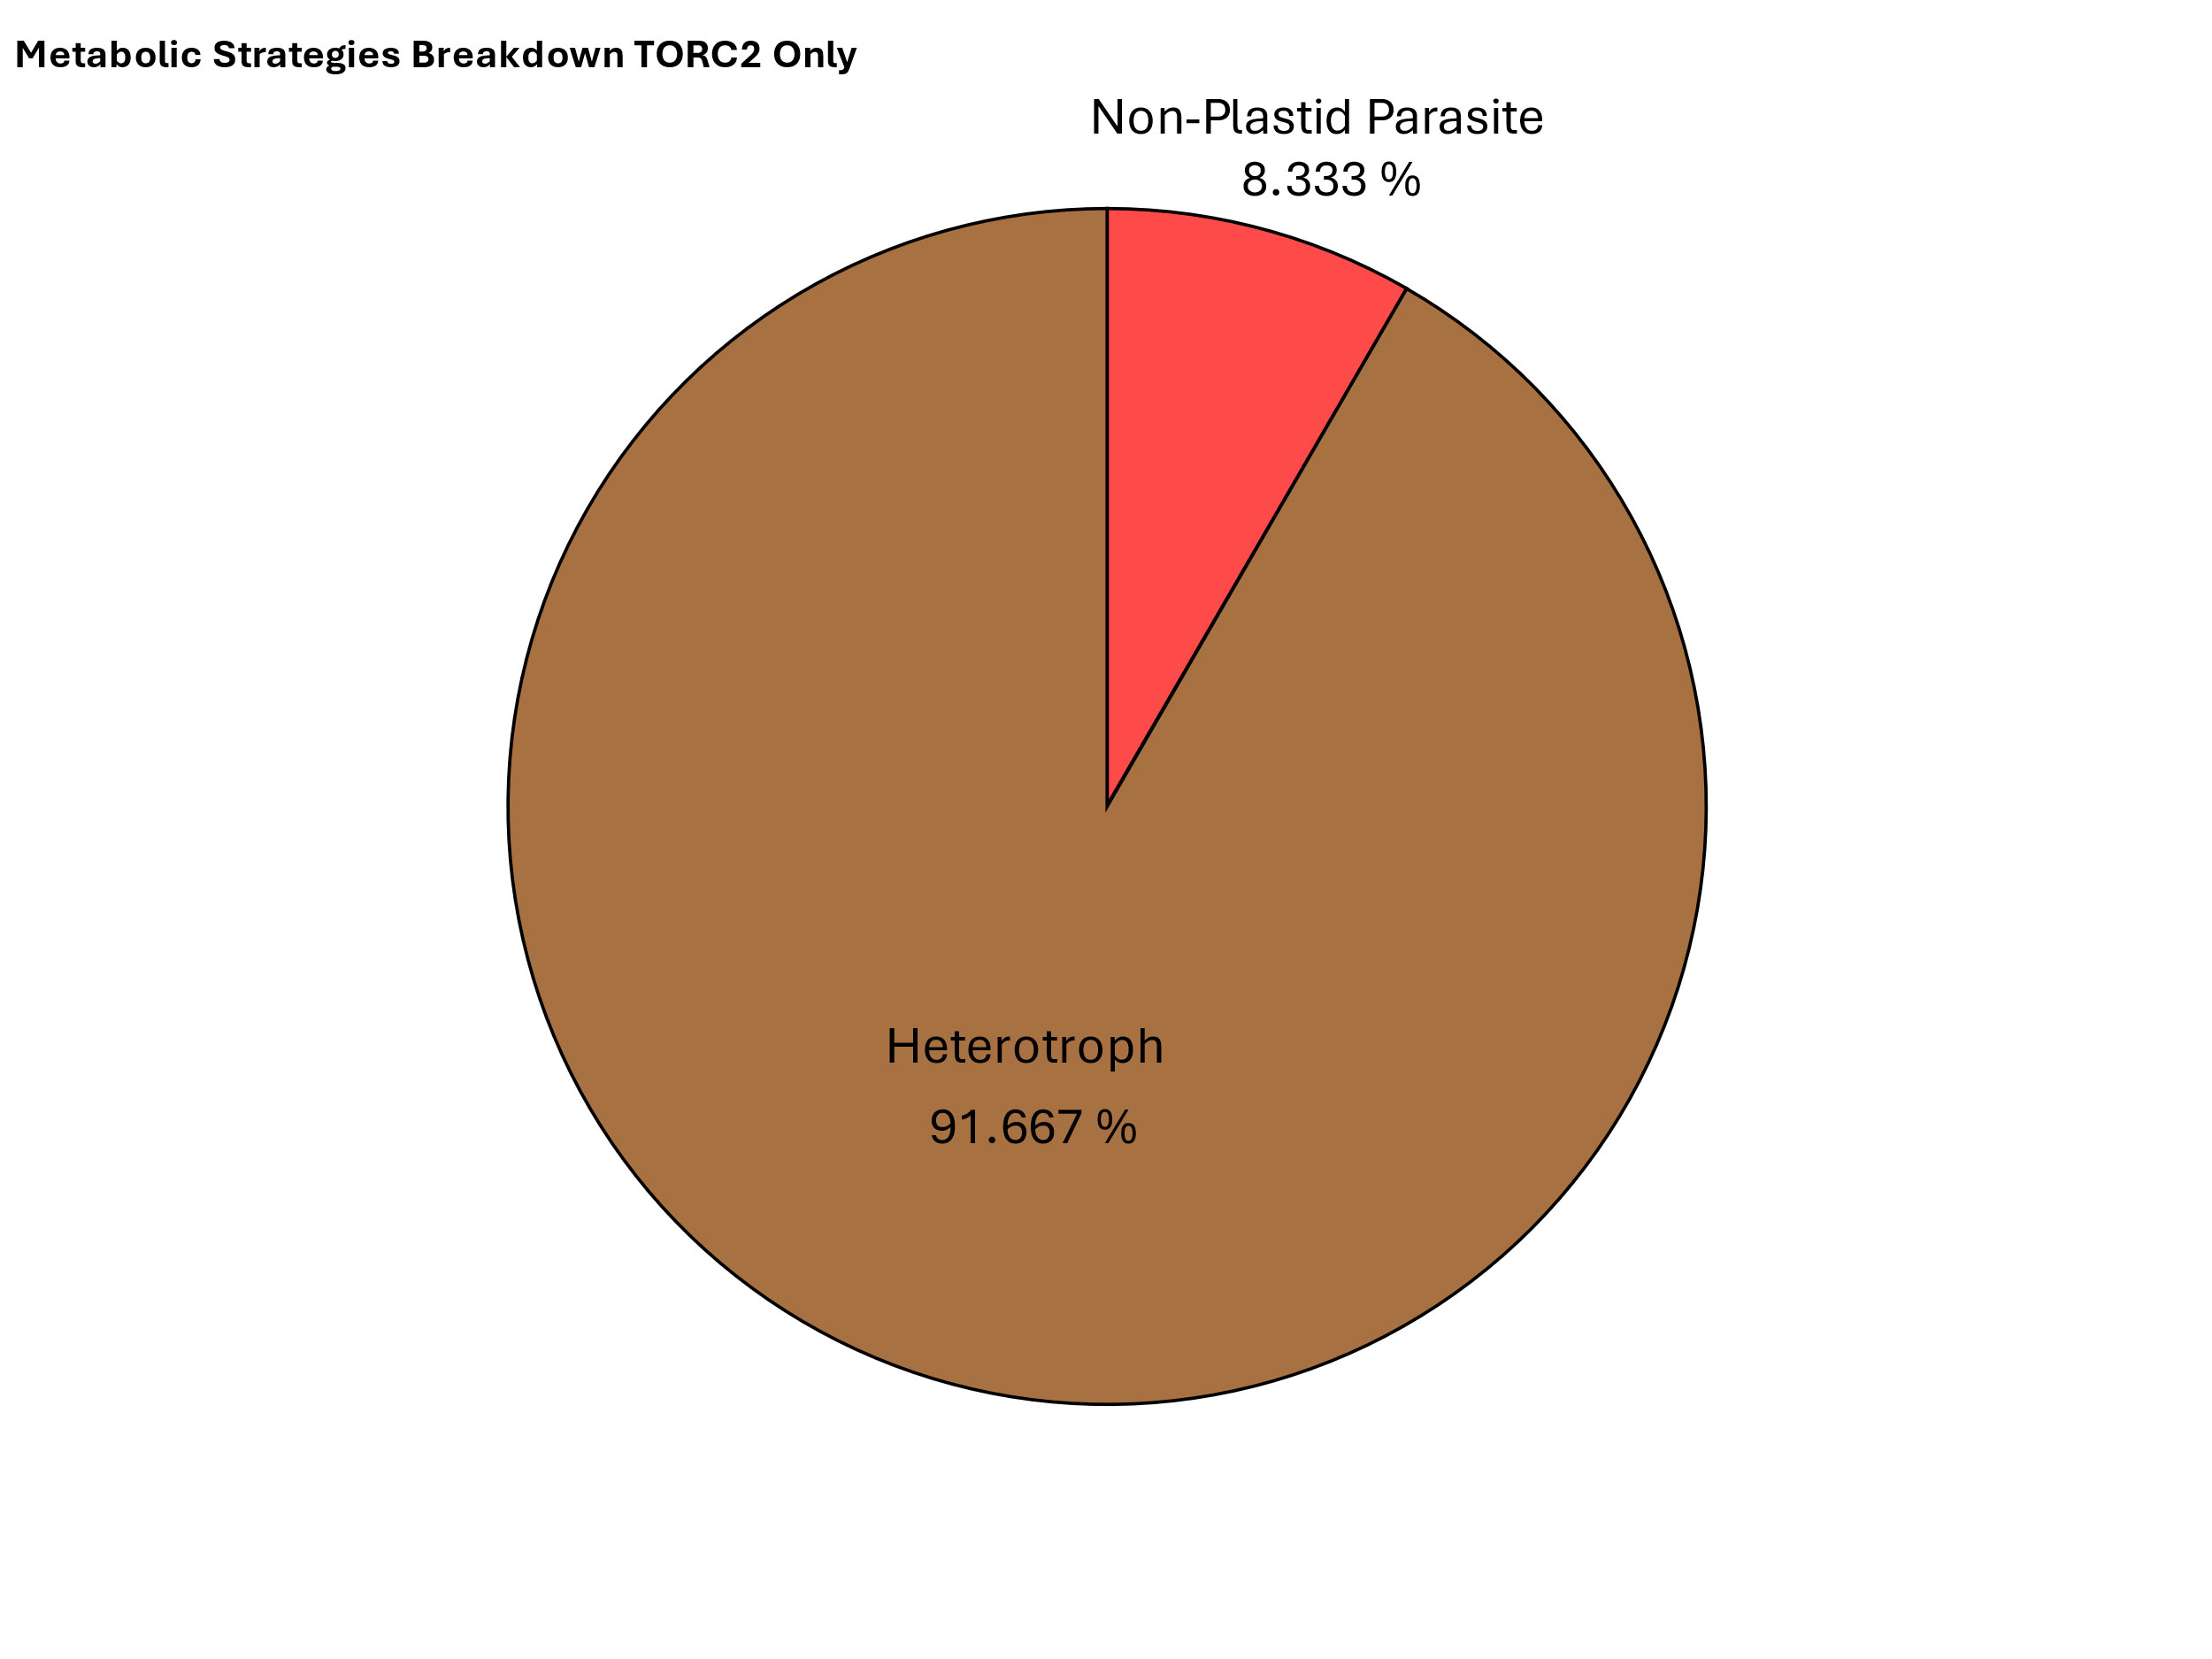 Metabolic Strategies Breakdown TORC2 Only
Non-Plastid Parasite
8.333 %
Heterotroph
91.667 %